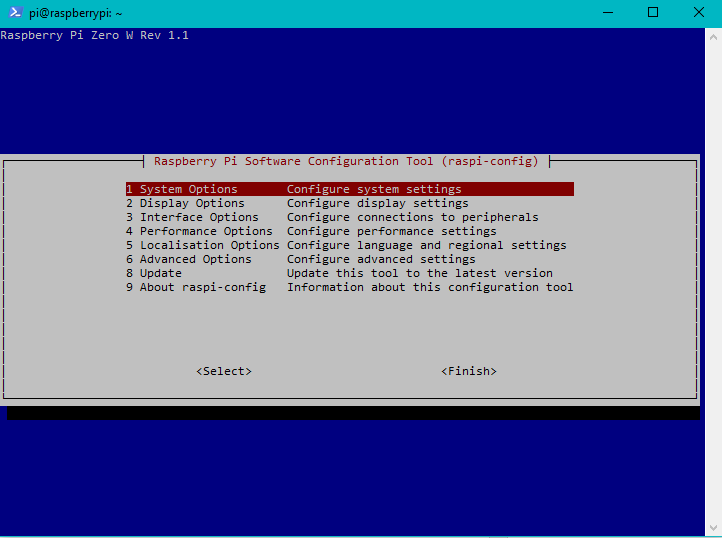 pi@raspberrypi: ~
Raspberry Pi Zero W Rev 1.1
Raspberry Pi Software Configuration Tool (raspi-config)
1 System Options Configure system settings
2 Display Options Configure display settings
3 Interface Options Configure connections to peripherals
4 Performance Options Configure performance settings
5 Localisation Options Configure language and regional settings
6 Advanced Options Configure advanced settings
8 Update Update this tool to the latest version
9 About raspi-config Information about this configuration tool
<Select> <Finish>